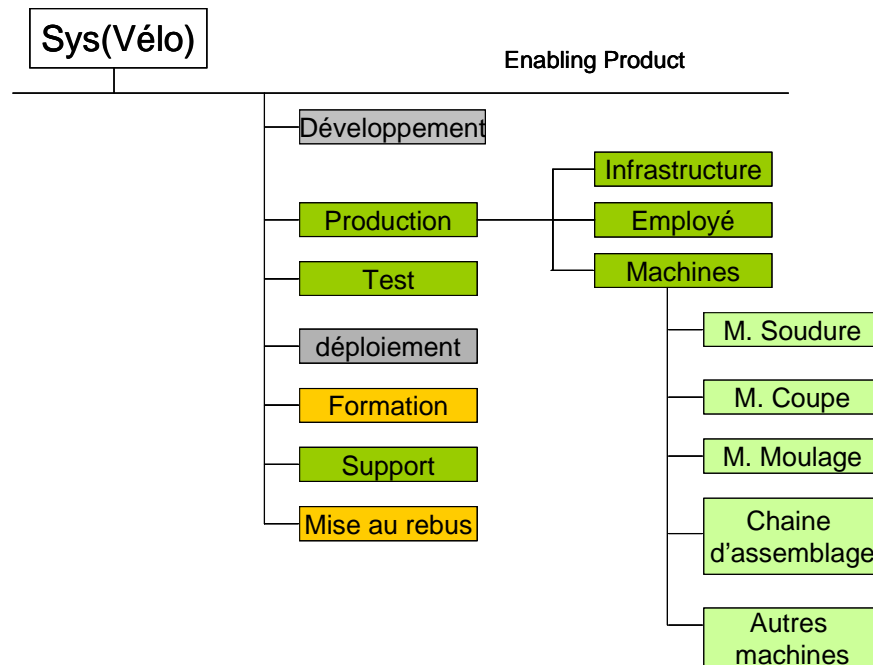 Sys(Vélo)
Enabling Product
Développement
Production
Test
déploiement
Formation
Support
Mise au rebus
Infrastructure
Employé
Machines
M. Soudure
M. Coupe
M. Moulage
Chaine
d'assemblage
Autres
machines